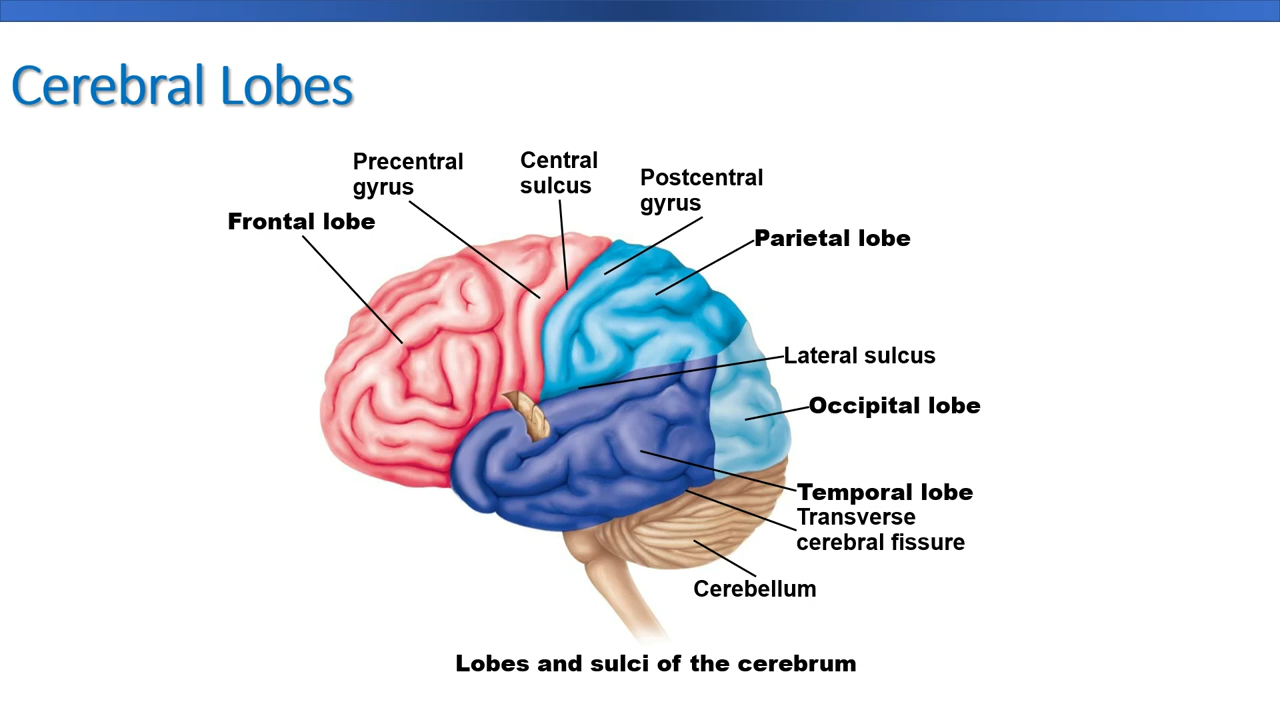 Cerebral Lobes
Precentral
gyrus
Central
sulcus
Postcentral
gyrus
Frontal lobe
Parietal lobe
Lateral sulcus
Occipital lobe
Temporal lobe
Transverse
cerebral fissure
Cerebellum
Lobes and sulci of the cerebrum